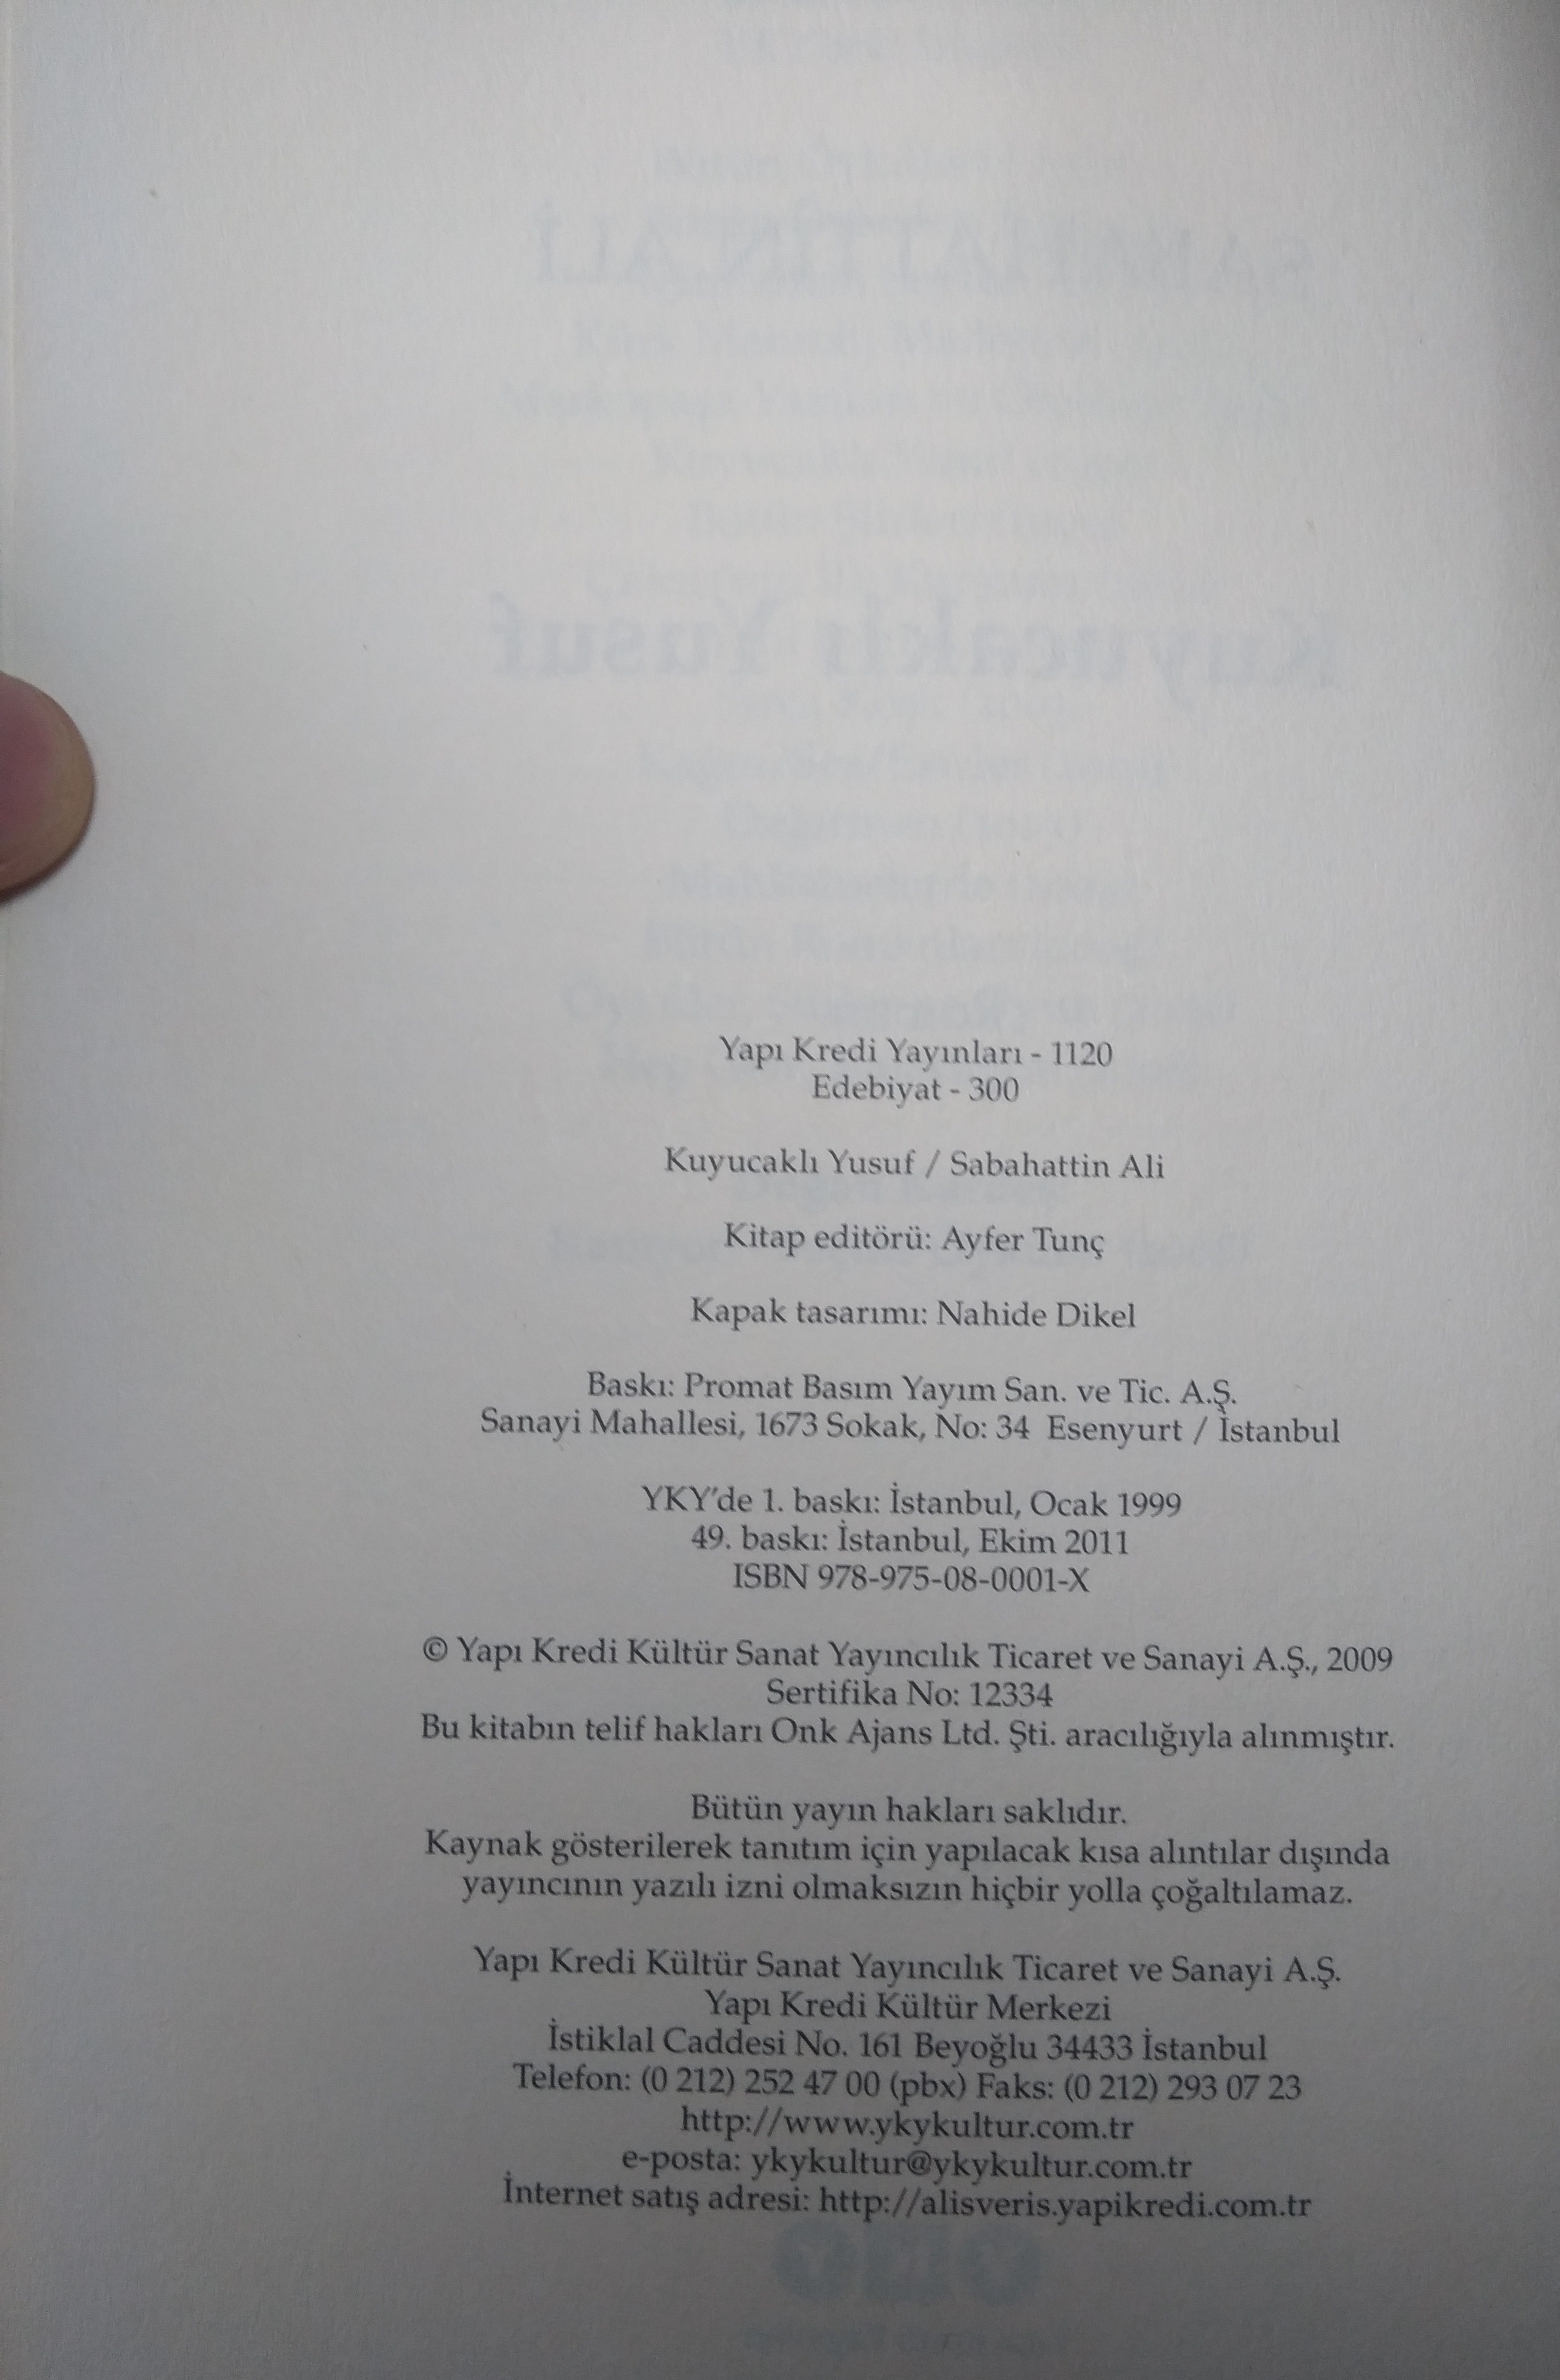 Yapı Kredi Yayınları - 1120
Edebiyat - 300
Kuyucaklı Yusuf / Sabahattin Ali
Kitap editörü: Ayfer Tunç
Kapak tasarımı: Nahide Dikel
Baskı: Promat Basım Yayım San. ve Tic. A.Ş.
Sanayi Mahallesi, 1673 Sokak, No: 34 Esenyurt / İstanbul
YKY'de 1. baskı: İstanbul, Ocak 1999
49. baskı: İstanbul, Ekim 2011
ISBN 978-975-08-0001-X
© Yapı Kredi Kültür Sanat Yayıncılık Ticaret ve Sanayi A.Ş., 2009
Sertifika No: 12334
Bu kitabın telif hakları Onk Ajans Ltd. Şti. aracılığıyla alınmıştır.
Bütün yayın hakları saklıdır.
Kaynak gösterilerek tanıtım için yapılacak kısa alıntılar dışında
yayıncının yazılı izni olmaksızın hiçbir yolla çoğaltılamaz.
Yapı Kredi Kültür Sanat Yayıncılık Ticaret ve Sanayi A.Ş.
Yapı Kredi Kültür Merkezi
İstiklal Caddesi No. 161 Beyoğlu 34433 İstanbul
Telefon: (0 212) 252 47 00 (pbx) Faks: (0 212) 293 07 23
http://www.ykykultur.com.tr
e-posta: ykykultur@ykykultur.com.tr
İnternet satış adresi: http://alisveris.yapikredi.com.tr